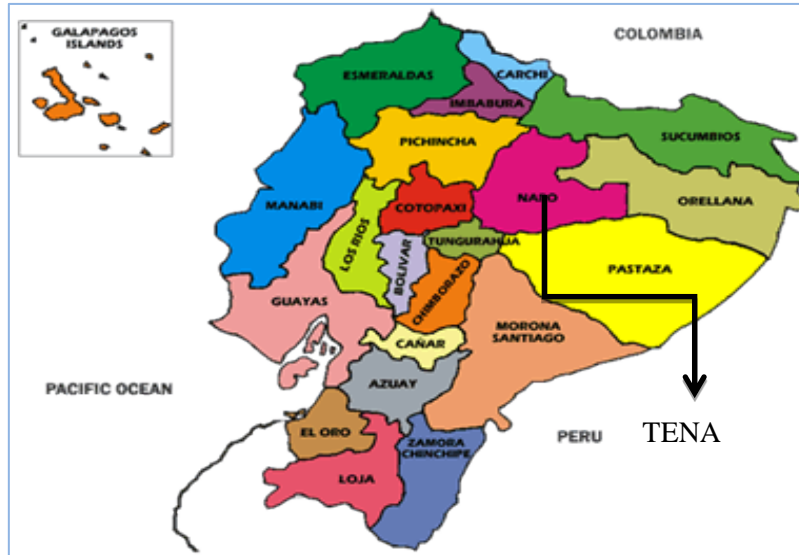 GALAPAGOS
ISLANDS
COLOMBIA
ESMERALDAS
CARCHI
IMBABURA
SUCUMBIOS
PICHINCHA
MANABI
COTOPAXI
NAPO
ORELLANA
LOS RIOS
BOLIVAR
TUNGURAHUA
PASTAZA
GUAYAS
CHIMBORAZO
MORONA
SANTIAGO
CAÑAR
PACIFIC OCEAN
AZUAY
EL ORO
ZAMORA
CHINCHIPE
PERU
TENA
LOJA